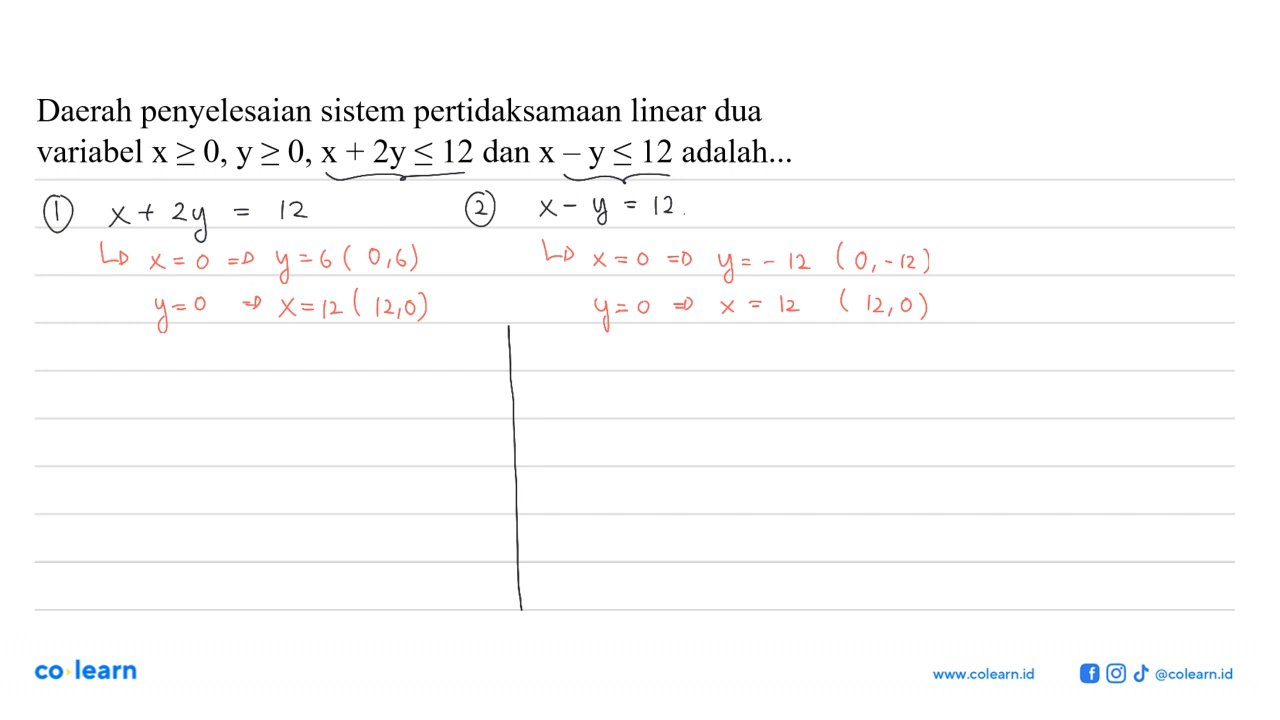 Daerah penyelesaian sistem pertidaksamaan linear dua
variabel x ≥ 0, y ≥ 0, x + 2y ≤ 12 dan x – y ≤ 12 adalah...
① x + 2y = 12
② x - y = 12.
↳ x = 0 ⇒ y = 6 ( 0,6)
↳ x = 0 ⇒ y = - 12 ( 0, -12)
y = 0 ⇒ x = 12 ( 12,0)
y = 0 ⇒ x = 12 ( 12, 0)
co learn
www.colearn.id
@colearn.id